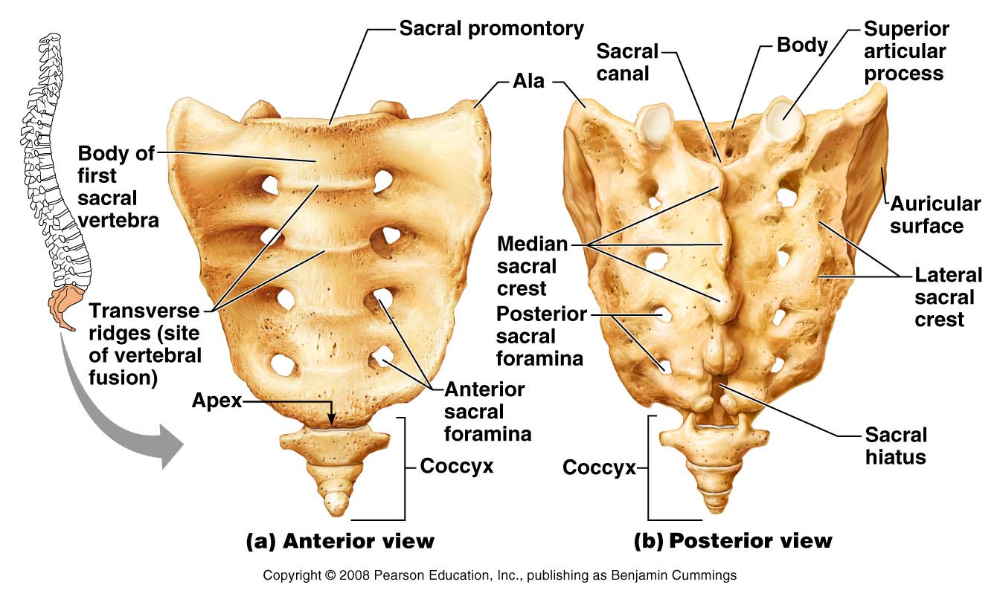 Sacral promontory
Ala
Body of
first
sacral
vertebra
Transverse
ridges (site
of vertebral
fusion)
Apex
Anterior
sacral
foramina
Coccyx
(a) Anterior view
Sacral
canal
Body
Superior
articular
process
Auricular
surface
Median
sacral
crest
Lateral
sacral
crest
Posterior
sacral
foramina
Sacral
hiatus
Coccyx
(b) Posterior view
Copyright © 2008 Pearson Education, Inc., publishing as Benjamin Cummings